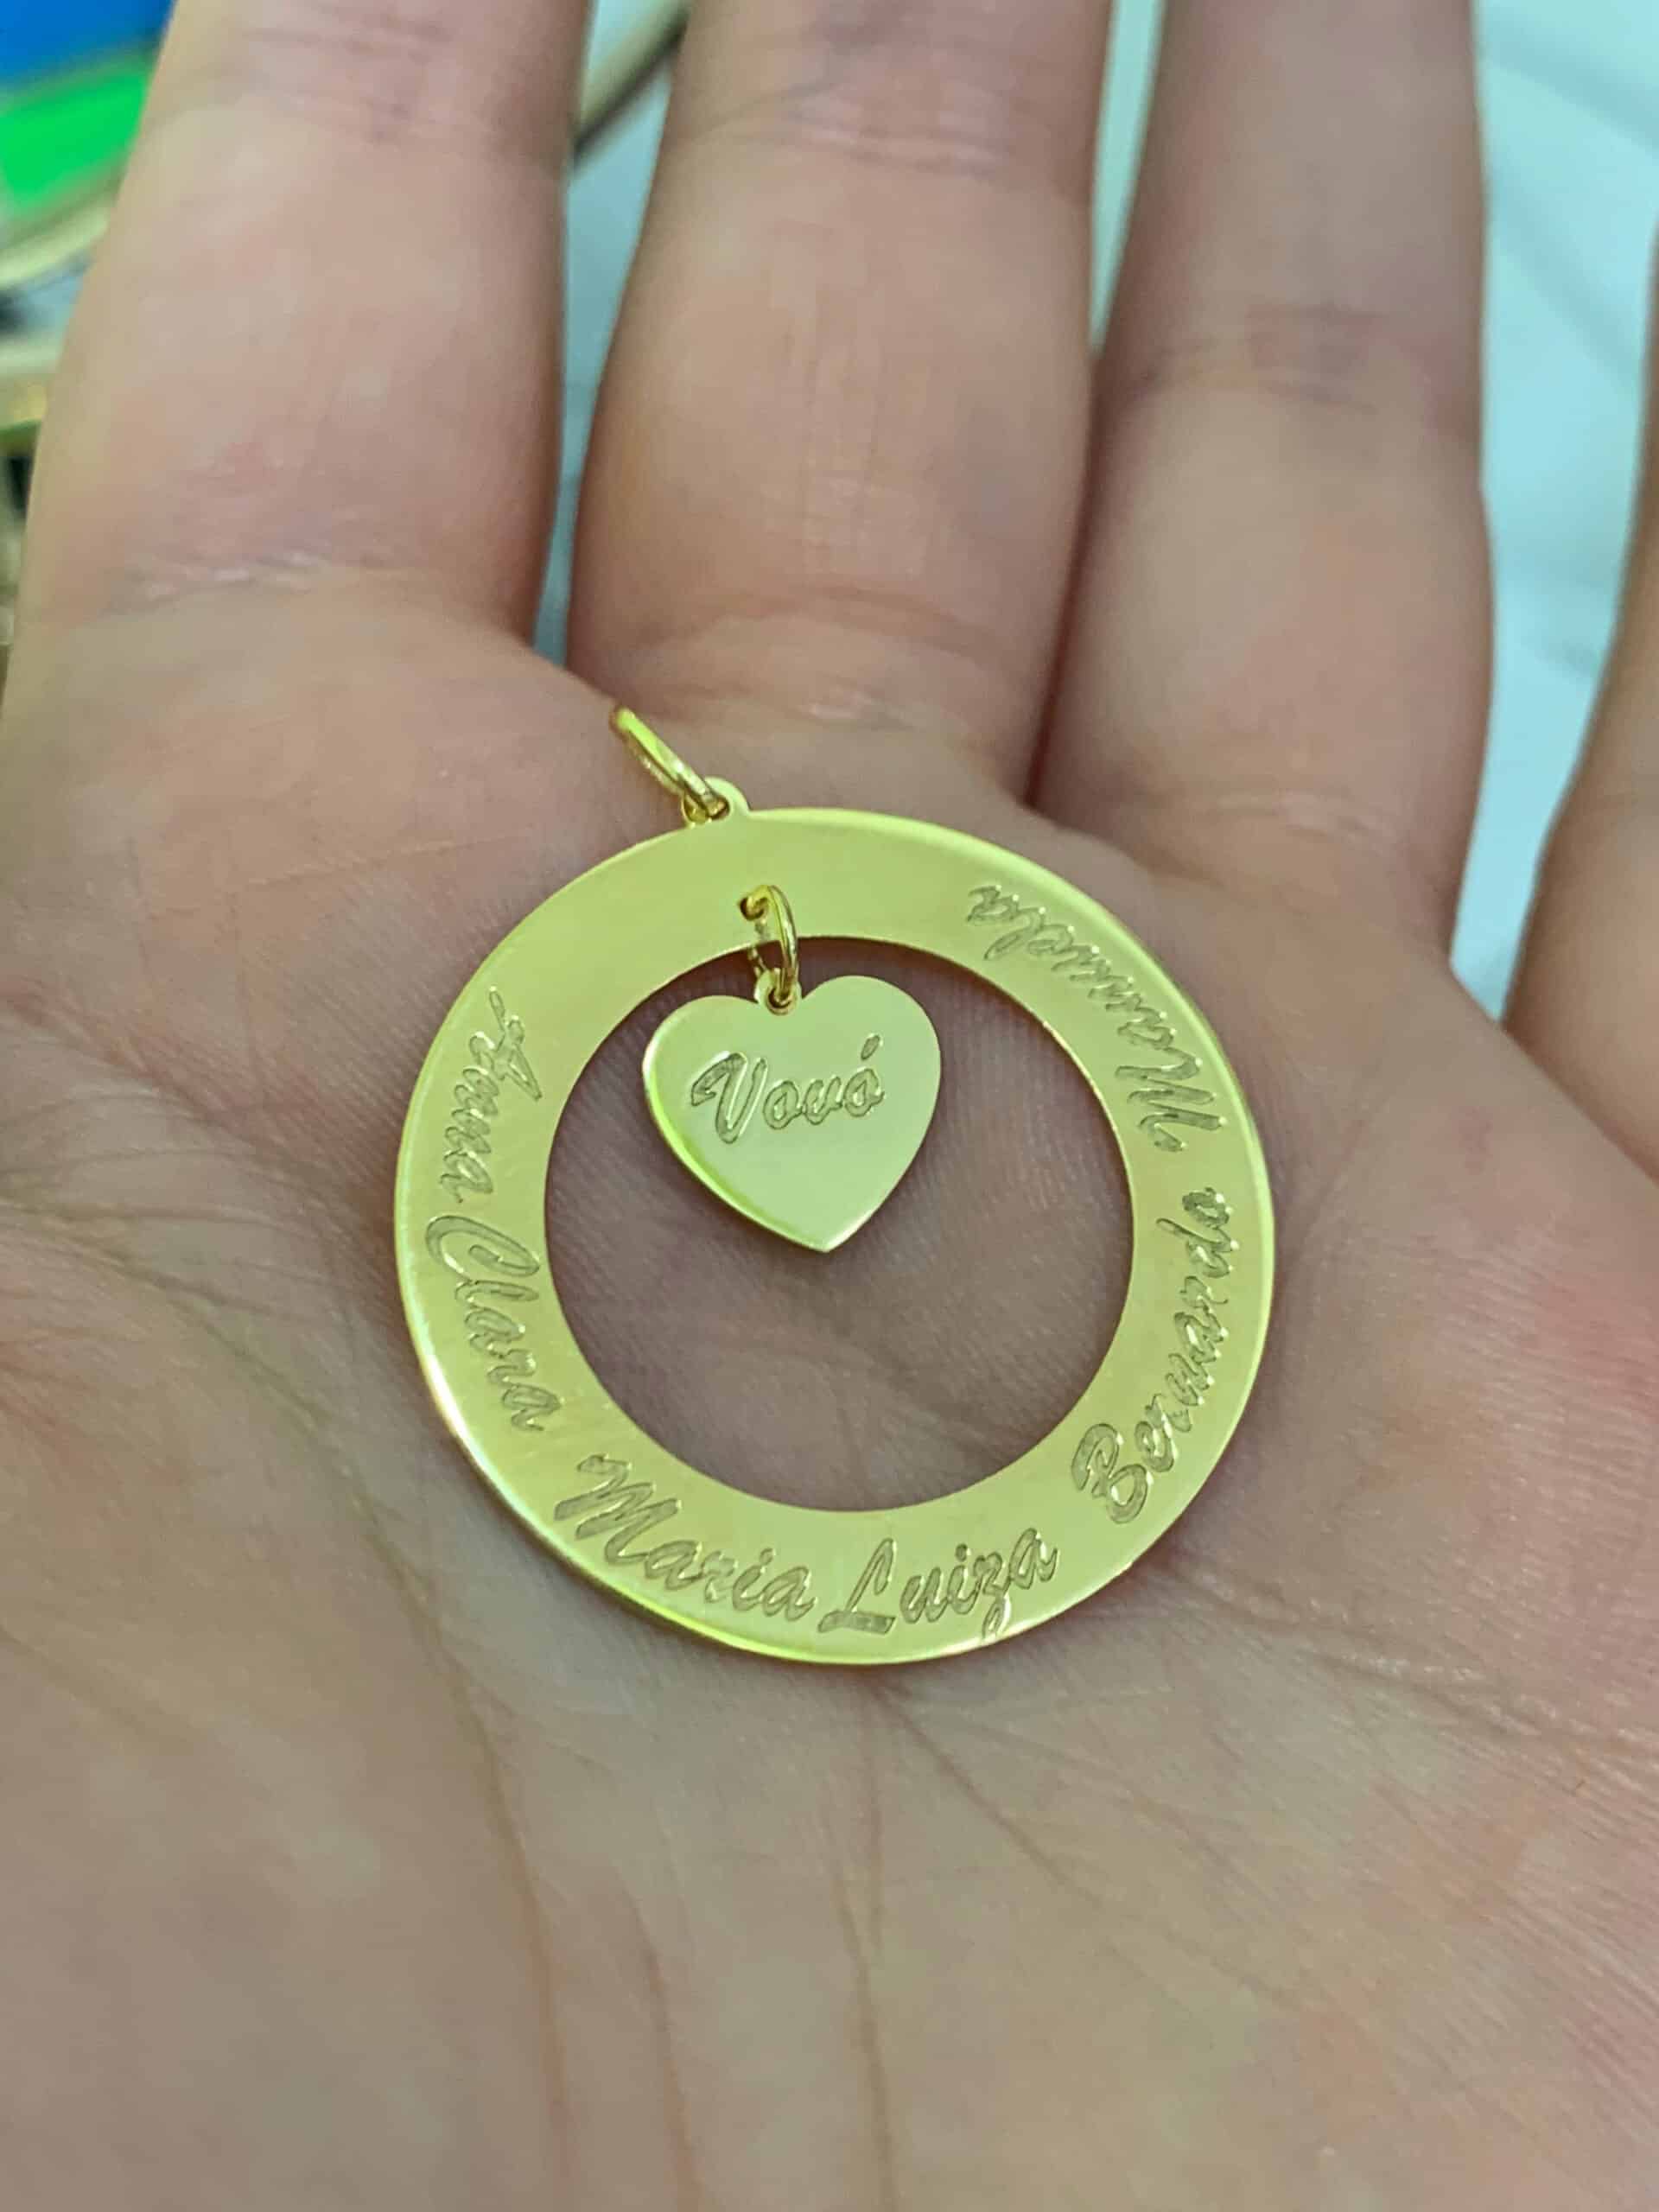 Vovó
Anna Clara
Maria Luiza
Bernardo
Manuela